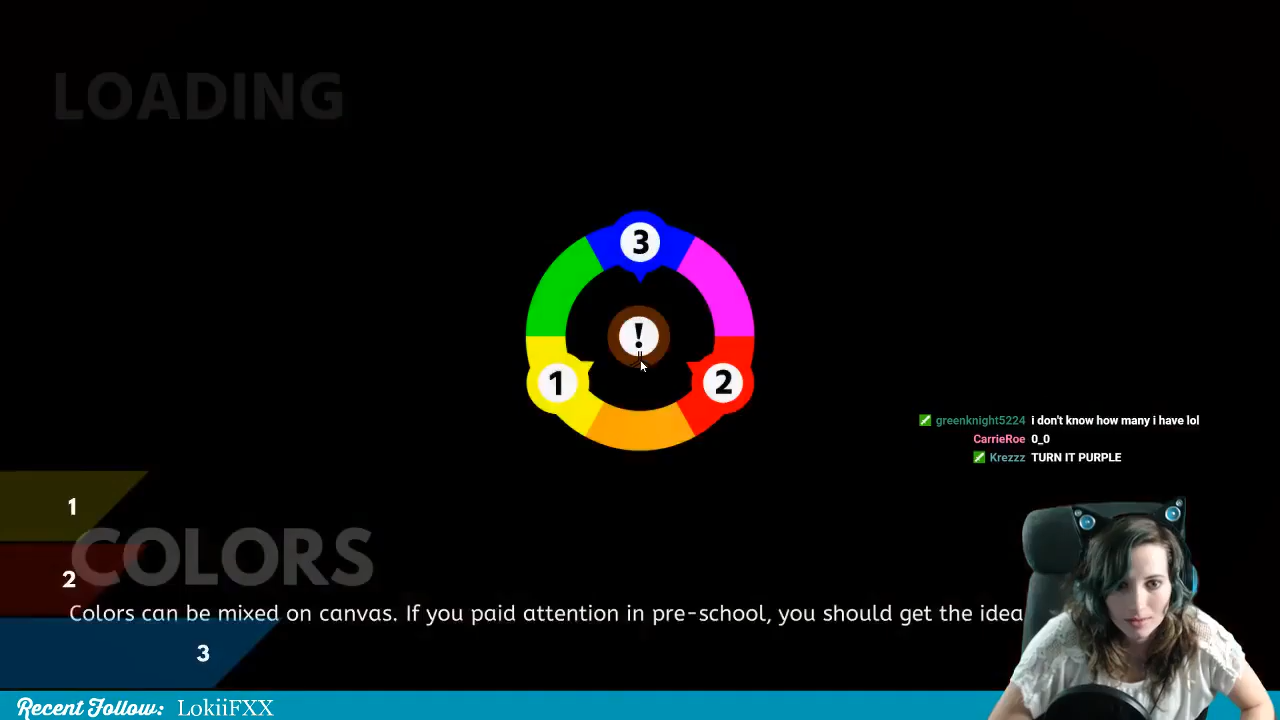 LOADING
3
!
1
2
greenknight5224 i don't know how many i have lol
CarrieRoe 0_0
Krezzz TURN IT PURPLE
1
COLORS
2
Colors can be mixed on canvas. If you paid attention in pre-school, you should get the idea
3
Recent Follow: LokiiFXX